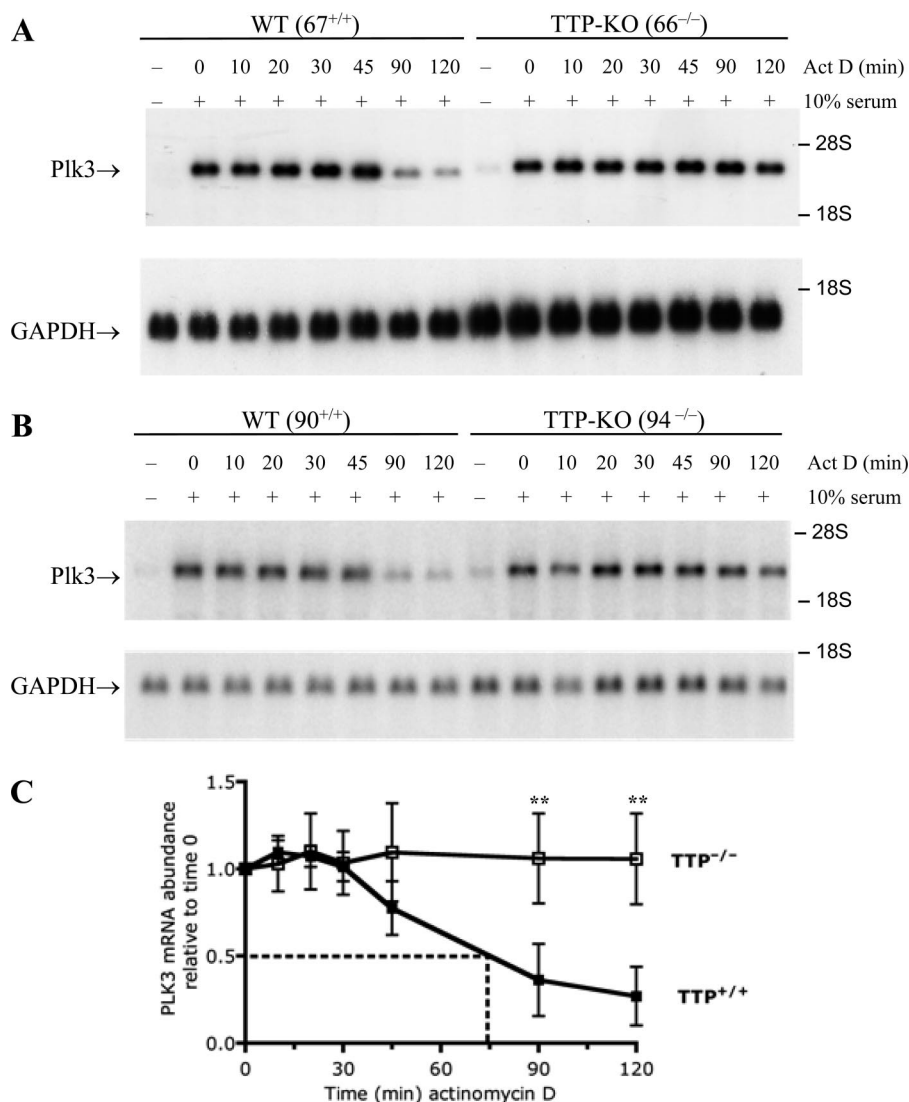 A
WT (67+/+) TTP-KO (66−/−)
– 0 10 20 30 45 90 120 – 0 10 20 30 45 90 120 Act D (min)
– + + + + + + + – + + + + + + + 10% serum
– 28S
Plk3→
– 18S
– 18S
GAPDH→
B
WT (90+/+) TTP-KO (94 −/−)
– 0 10 20 30 45 90 120 – 0 10 20 30 45 90 120 Act D (min)
– + + + + + + + – + + + + + + + 10% serum
– 28S
Plk3→
– 18S
– 18S
GAPDH→
C
PLK3 mRNA abundance
relative to time 0
1.5
1.0
0.5
0.0
** **
TTP−/−
TTP+/+
0 30 60 90 120
Time (min) actinomycin D